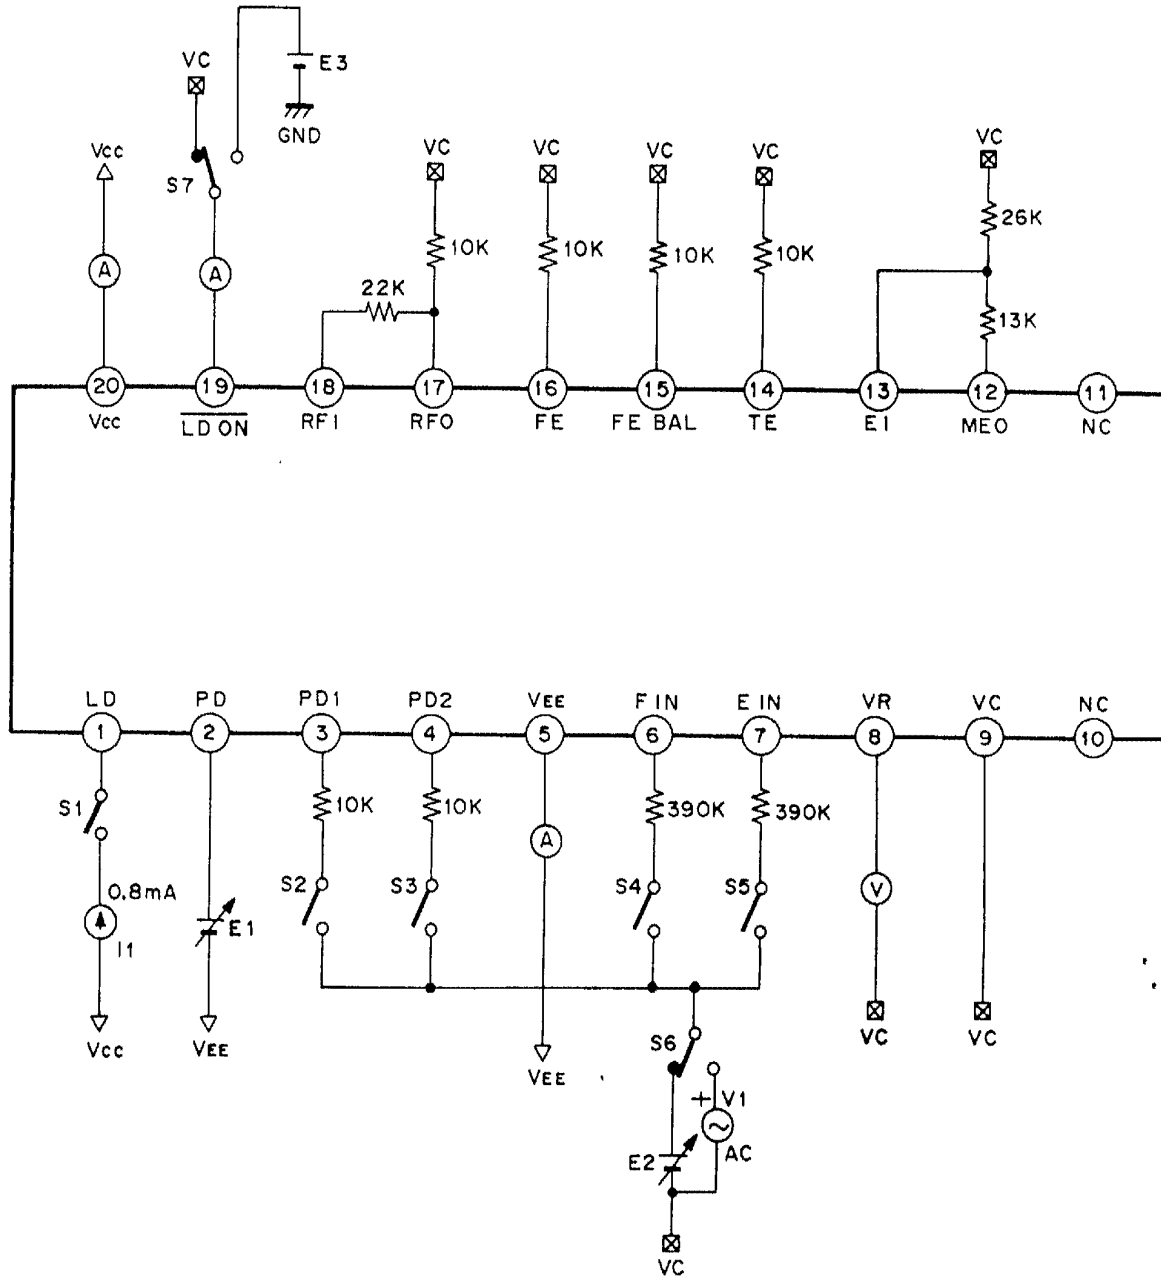 VC
E3
GND
Vcc
S7
VC
VC
VC
VC
VC
A
A
10K
10K
10K
10K
26K
22K
13K
20
19
18
17
16
15
14
13
12
11
Vcc
LD ON
RF1
RFO
FE
FE BAL
TE
E1
MEO
NC
LD
PD
PD1
PD2
VEE
F IN
E IN
VR
VC
NC
1
2
3
4
5
6
7
8
9
10
S1
10K
10K
390K
390K
A
0.8mA
S2
S3
S4
S5
V
I1
E1
Vcc
VEE
VEE
VC
VC
S6
+
V1
E2
AC
VC